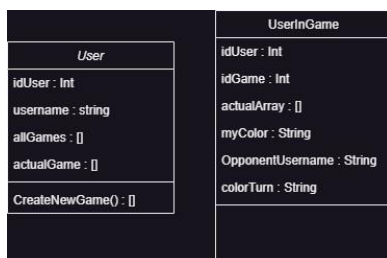 User
idUser : Int
username : string
allGames : []
actualGame : []
CreateNewGame() : []
UserInGame
idUser : Int
idGame : Int
actualArray : []
myColor : String
OpponentUsername : String
colorTurn : String